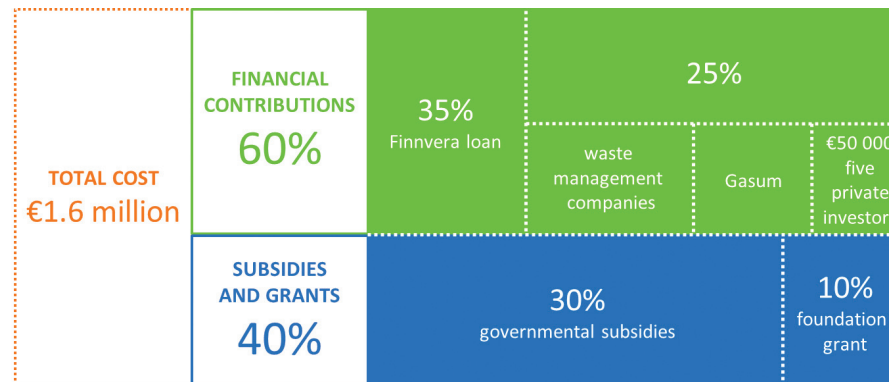 TOTAL COST
€1.6 million
FINANCIAL
CONTRIBUTIONS
60%
35%
Finnvera loan
25%
waste
management
companies
Gasum
€50 000
five
private
investor
SUBSIDIES
AND GRANTS
40%
30%
governmental subsidies
10%
foundation
grant